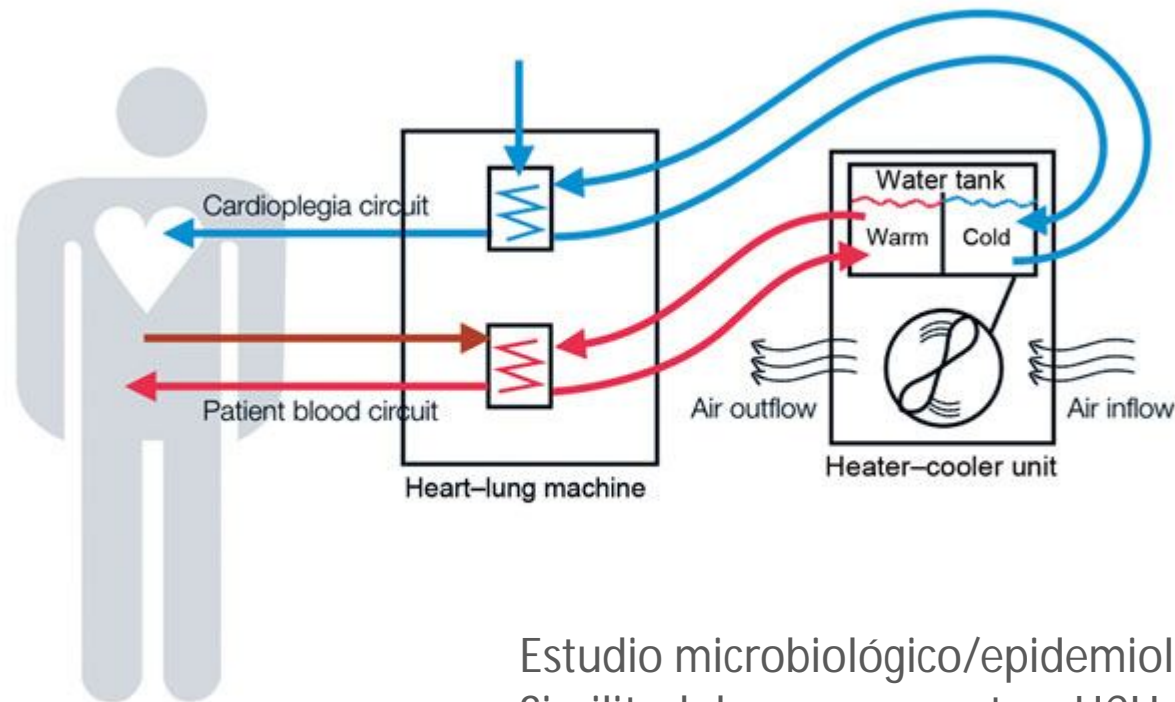 Cardioplegia circuit
Patient blood circuit
Heart–lung machine
Water tank
Warm
Cold
Air outflow
Air inflow
Heater–cooler unit
Estudio microbiológico/epidemiol